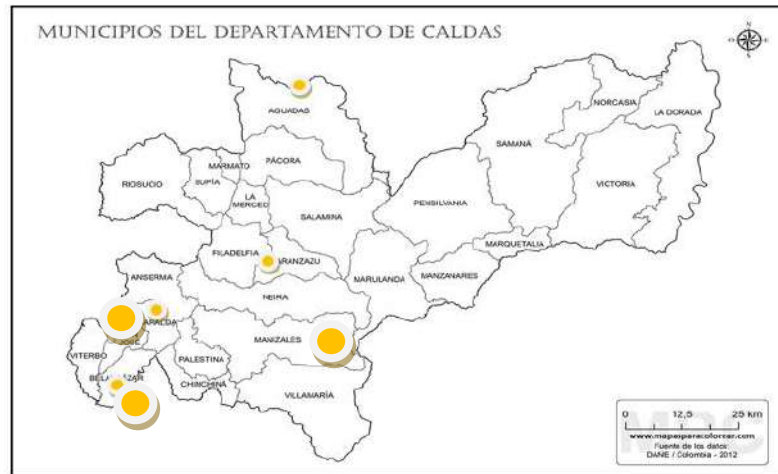 MUNICIPIOS DEL DEPARTAMENTO DE CALDAS
N
O
E
S
AGUADAS
NORCASIA
LA DORADA
SAMANÁ
MARMATO
PÁCORA
RIOSUCIO
SUPÍA
VICTORIA
LA
MERCED
PENSILVANIA
SALAMINA
MARQUETALIA
FILADELFIA
ARANZAZU
ANSERMA
MARULANDA
MANZANARES
NEIRA
MANIZALES
JOSÉ
VITERBO
PALESTINA
CHINCHINÁ
VILLAMARÍA
0 12,5 25 km
www.mapasparacolorear.com
Fuente de los datos:
DANE / Colombia - 2012